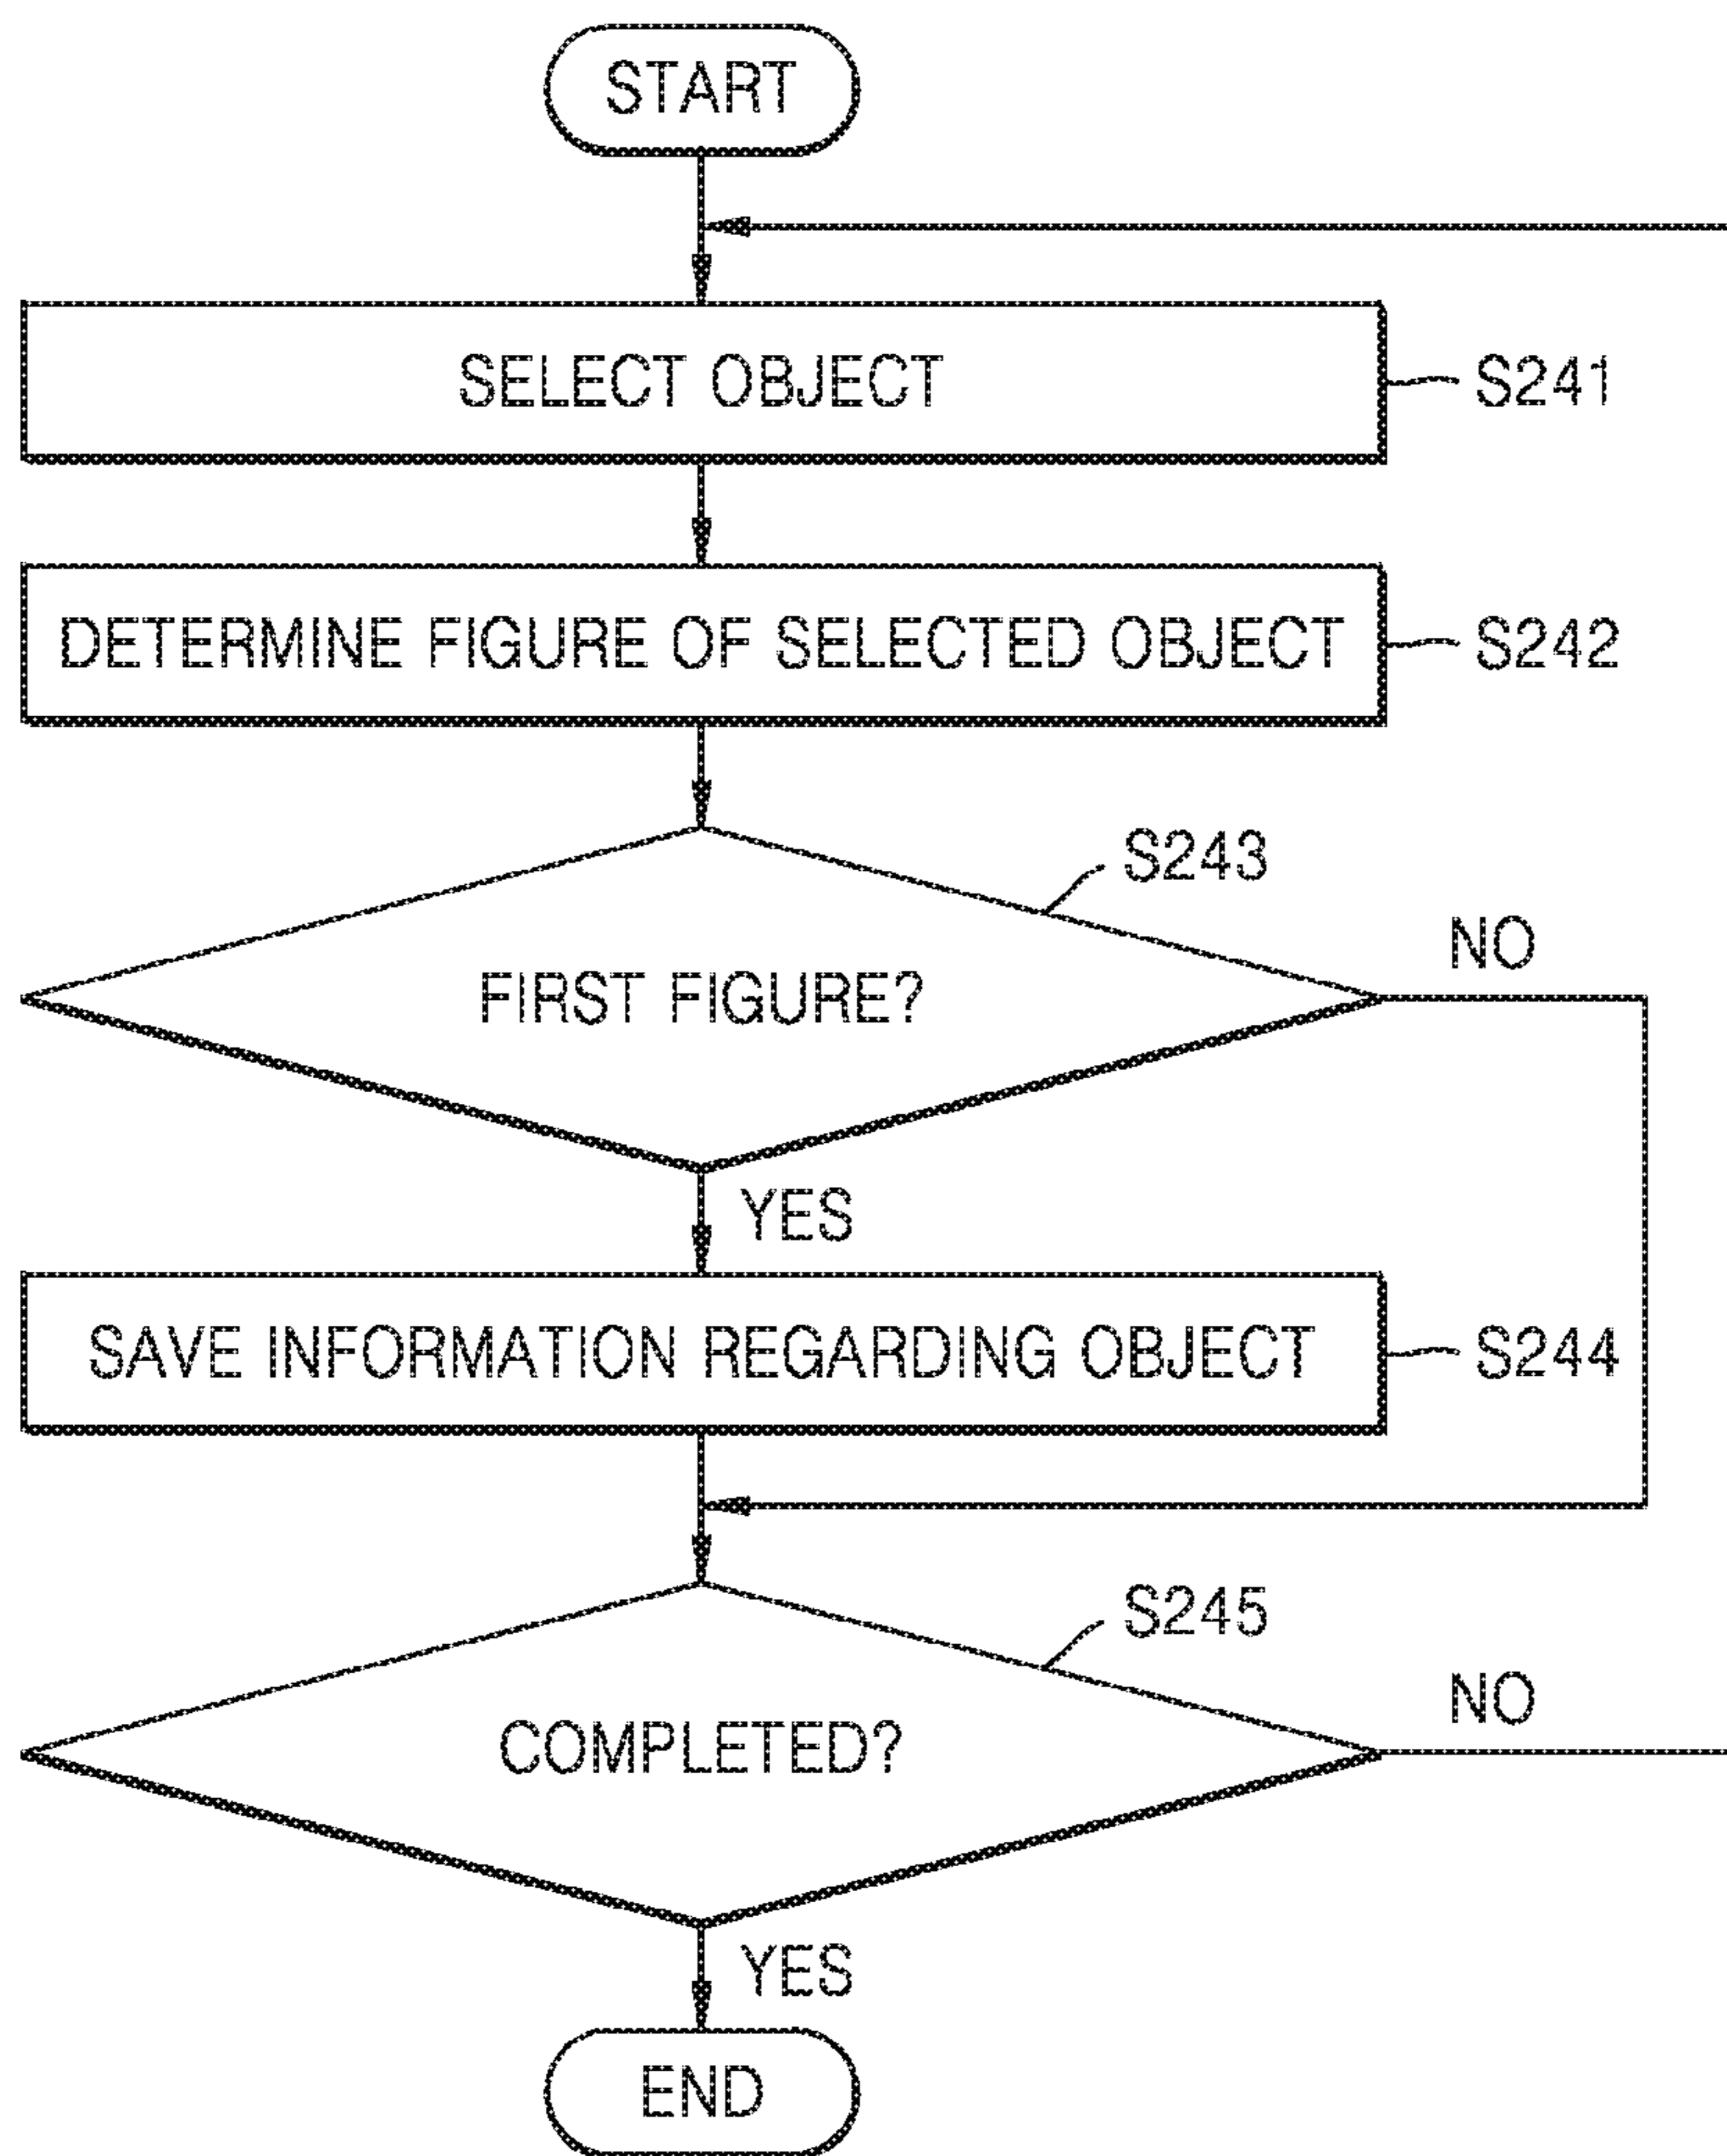 START
SELECT OBJECT
S241
DETERMINE FIGURE OF SELECTED OBJECT
S242
S243
FIRST FIGURE?
NO
YES
SAVE INFORMATION REGARDING OBJECT
S244
S245
COMPLETED?
NO
YES
END